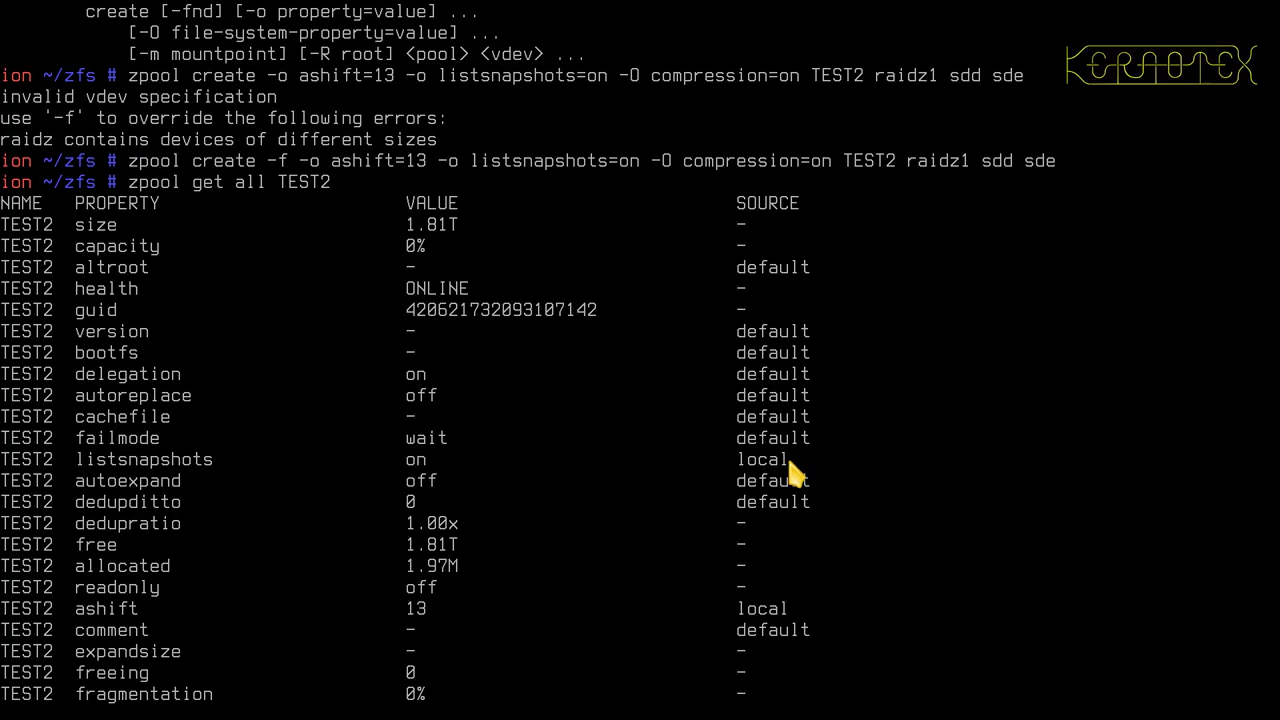 create [-fnd] [-o property=value] ...
[-O file-system-property=value] ...
[-m mountpoint] [-R root] <pool> <vdev> ...
ion ~/zfs # zpool create -o ashift=13 -o listsnapshots=on -O compression=on TEST2 raidz1 sdd sde
KERAOTEX
invalid vdev specification
use '-f' to override the following errors:
raidz contains devices of different sizes
ion ~/zfs # zpool create -f -o ashift=13 -o listsnapshots=on -O compression=on TEST2 raidz1 sdd sde
ion ~/zfs # zpool get all TEST2
NAME PROPERTY VALUE SOURCE
TEST2 size 1.81T -
TEST2 capacity 0% -
TEST2 altroot - default
TEST2 health ONLINE -
TEST2 guid 420621732093107142 -
TEST2 version - default
TEST2 bootfs - default
TEST2 delegation on default
TEST2 autoreplace off default
TEST2 cachefile - default
TEST2 failmode wait default
TEST2 listsnapshots on local
TEST2 autoexpand off default
TEST2 dedupditto 0 default
TEST2 dedupratio 1.00x -
TEST2 free 1.81T -
TEST2 allocated 1.97M -
TEST2 readonly off -
TEST2 ashift 13 local
TEST2 comment - default
TEST2 expandsize - -
TEST2 freeing 0 -
TEST2 fragmentation 0% -